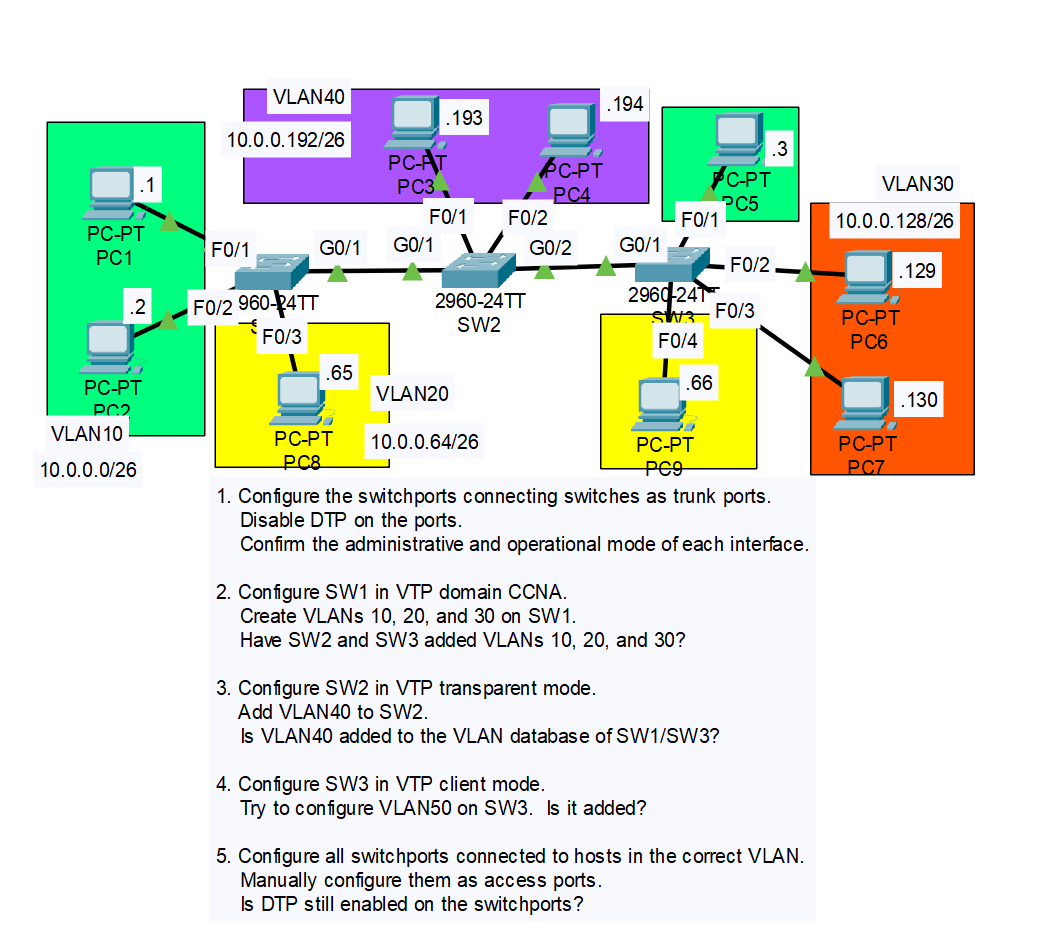 VLAN40
.193
.194
10.0.0.192/26
PC-PT
PC3
PC-PT
PC4
.3
PC-PT
PC5
VLAN30
10.0.0.128/26
.1
PC-PT
PC1
F0/1
G0/1
G0/1
F0/1
F0/2
G0/2
G0/1
F0/1
F0/2
.129
PC-PT
PC6
.2
F0/2
960-24TT
2960-24TT
SW2
2960-24TT
SW3
F0/3
F0/3
F0/4
PC-PT
PC2
.65
PC-PT
PC8
VLAN20
10.0.0.64/26
.66
PC-PT
PC9
.130
PC-PT
PC7
VLAN10
10.0.0.0/26
1. Configure the switchports connecting switches as trunk ports.
Disable DTP on the ports.
Confirm the administrative and operational mode of each interface.
2. Configure SW1 in VTP domain CCNA.
Create VLANs 10, 20, and 30 on SW1.
Have SW2 and SW3 added VLANs 10, 20, and 30?
3. Configure SW2 in VTP transparent mode.
Add VLAN40 to SW2.
Is VLAN40 added to the VLAN database of SW1/SW3?
4. Configure SW3 in VTP client mode.
Try to configure VLAN50 on SW3. Is it added?
5. Configure all switchports connected to hosts in the correct VLAN.
Manually configure them as access ports.
Is DTP still enabled on the switchports?